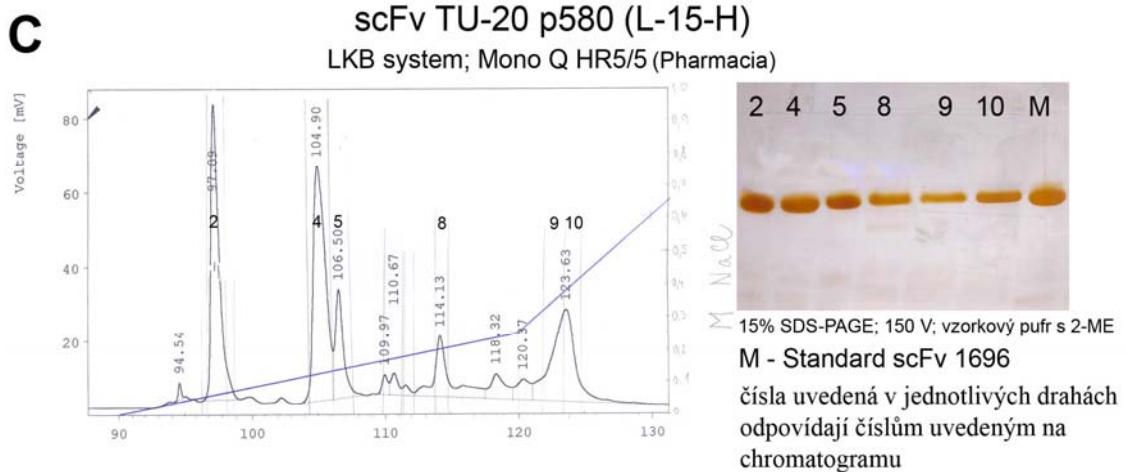 C
scFv TU-20 p580 (L-15-H)
LKB system; Mono Q HR5/5 (Pharmacia)
Voltage [mV]
80
60
40
20
94.54
97.09
2
104.90
4
5
106.50
109.97
110.67
8
114.13
118.32
120.37
9 10
123.63
90 100 110 120 130
M NaCl
2 4 5 8 9 10 M
15% SDS-PAGE; 150 V; vzorkový pufr s 2-ME
M - Standard scFv 1696
čísla uvedená v jednotlivých drahách
odpovídají číslům uvedeným na
chromatogramu